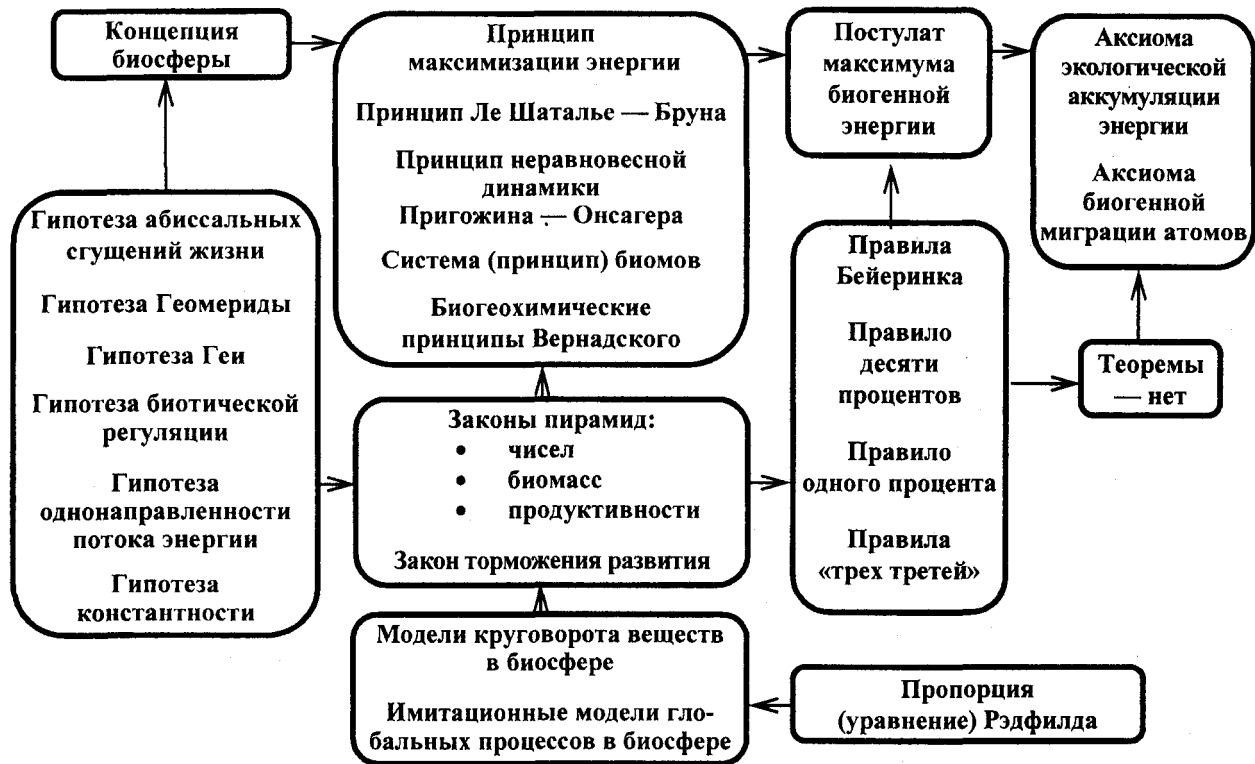 Концепция
биосферы
Принцип
максимизации энергии
Принцип Ле Шаталье — Бруна
Принцип неравновесной
динамики
Пригожина — Онсагера
Система (принцип) биомов
Биогеохимические
принципы Вернадского
Постулат
максимума
биогенной
энергии
Аксиома
экологической
аккумуляции
энергии
Аксиома
биогенной
миграции атомов
Гипотеза абиссальных
сгущений жизни
Гипотеза Геомериды
Гипотеза Геи
Гипотеза биотической
регуляции
Гипотеза
однонаправленности
потока энергии
Гипотеза
константности
Законы пирамид:
• чисел
• биомасс
• продуктивности
Закон торможения развития
Правила
Бейеринка
Правило
десяти
процентов
Правило
одного процента
Правила
«трех третей»
Теоремы
— нет
Модели круговорота веществ
в биосфере
Имитационные модели гло-
бальных процессов в биосфере
Пропорция
(уравнение) Рэдфилда